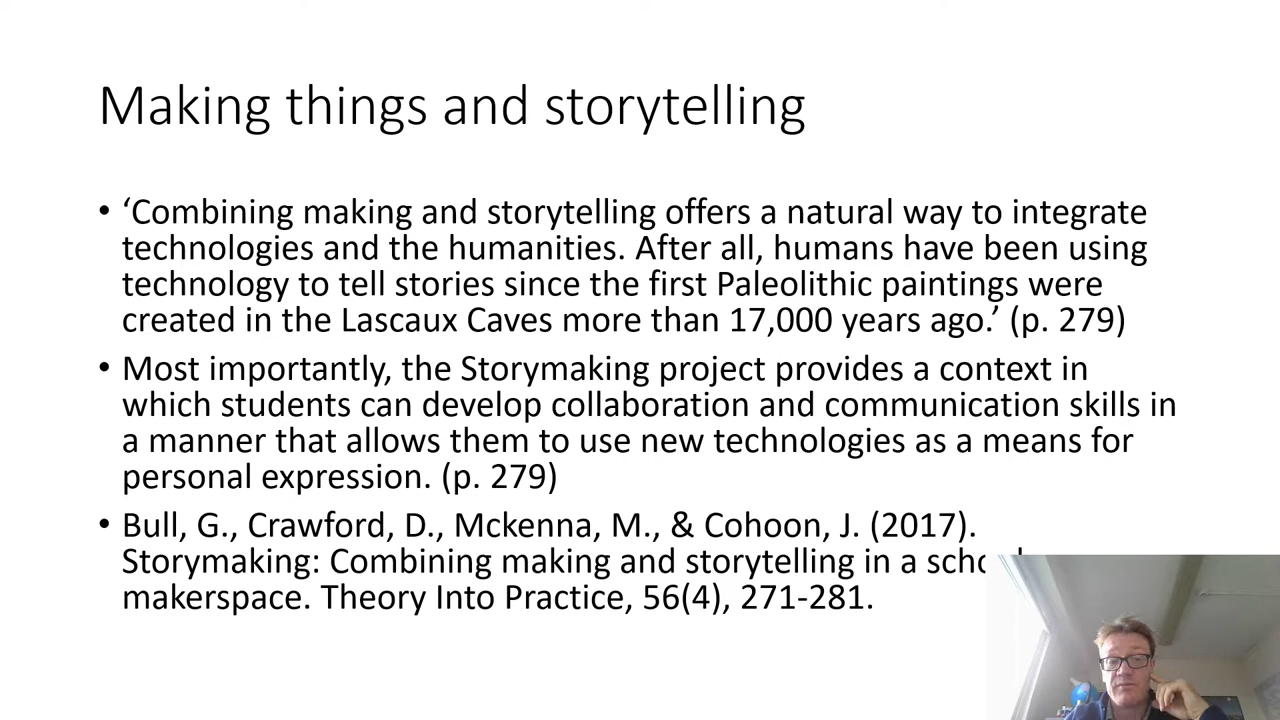 Making things and storytelling
• ‘Combining making and storytelling offers a natural way to integrate
technologies and the humanities. After all, humans have been using
technology to tell stories since the first Paleolithic paintings were
created in the Lascaux Caves more than 17,000 years ago.’ (p. 279)
• Most importantly, the Storymaking project provides a context in
which students can develop collaboration and communication skills in
a manner that allows them to use new technologies as a means for
personal expression. (p. 279)
• Bull, G., Crawford, D., Mckenna, M., & Cohoon, J. (2017).
Storymaking: Combining making and storytelling in a
makerspace. Theory Into Practice, 56(4), 271-281.